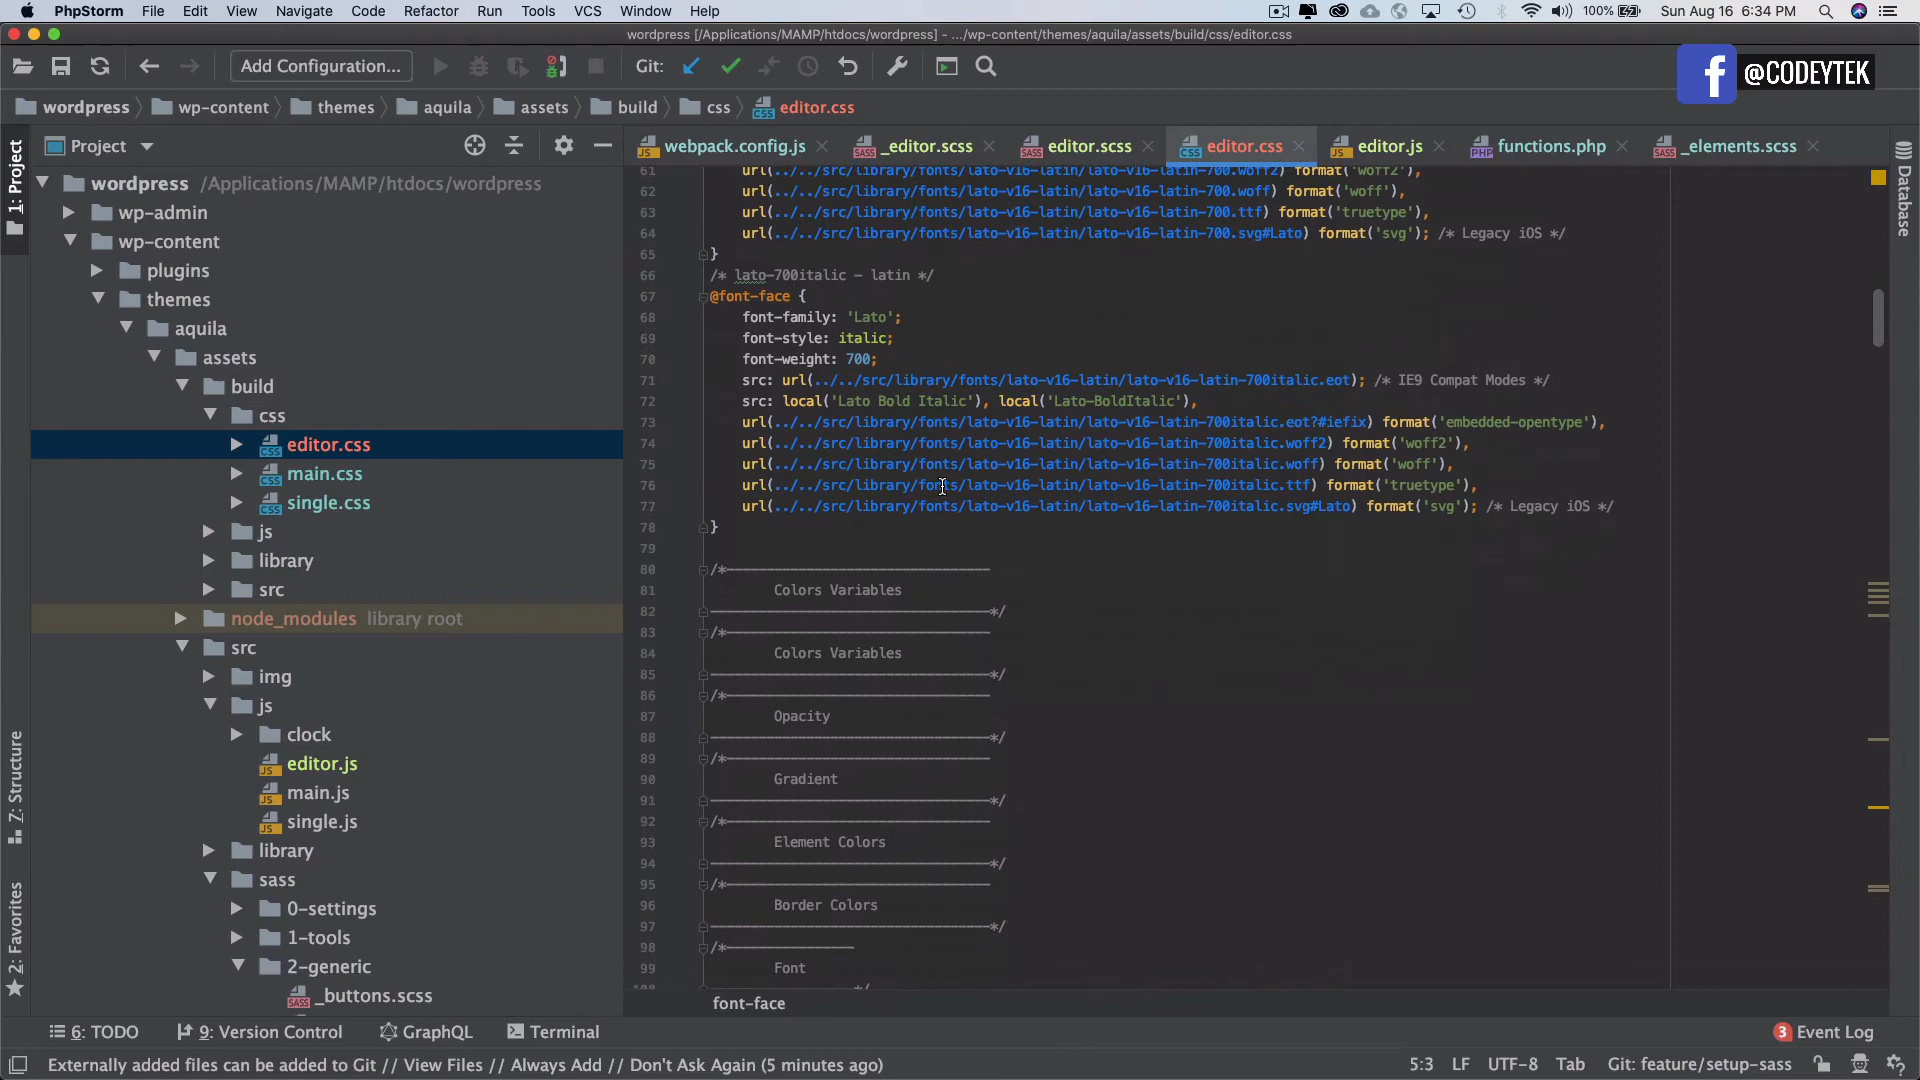 PhpStorm File Edit View Navigate Code Refactor Run Tools VCS Window Help 100% Sun Aug 16 6:34 PM
wordpress [/Applications/MAMP/htdocs/wordpress] - .../wp-content/themes/aquila/assets/build/css/editor.css
Add Configuration... Git: f @CODEYTEK
wordpress wp-content themes aquila assets build css editor.css
Project webpack.config.js _editor.scss editor.scss editor.css editor.js functions.php _elements.scss
1: Project
7: Structure
2: Favorites
wordpress /Applications/MAMP/htdocs/wordpress
wp-admin
wp-content
plugins
themes
aquila
assets
build
css
editor.css
main.css
single.css
js
library
src
node_modules library root
src
img
js
clock
editor.js
main.js
single.js
library
sass
0-settings
1-tools
2-generic
_buttons.scss
61 url(../../src/library/fonts/lato-v16-latin/lato-v16-latin-700.woff2) format('woff2'),
62 url(../../src/library/fonts/lato-v16-latin/lato-v16-latin-700.woff) format('woff'),
63 url(../../src/library/fonts/lato-v16-latin/lato-v16-latin-700.ttf) format('truetype'),
64 url(../../src/library/fonts/lato-v16-latin/lato-v16-latin-700.svg#Lato) format('svg'); /* Legacy iOS */
65 }
66 /* lato-700italic - latin */
67 @font-face {
68 font-family: 'Lato';
69 font-style: italic;
70 font-weight: 700;
71 src: url(../../src/library/fonts/lato-v16-latin/lato-v16-latin-700italic.eot); /* IE9 Compat Modes */
72 src: local('Lato Bold Italic'), local('Lato-BoldItalic'),
73 url(../../src/library/fonts/lato-v16-latin/lato-v16-latin-700italic.eot?#iefix) format('embedded-opentype'),
74 url(../../src/library/fonts/lato-v16-latin/lato-v16-latin-700italic.woff2) format('woff2'),
75 url(../../src/library/fonts/lato-v16-latin/lato-v16-latin-700italic.woff) format('woff'),
76 url(../../src/library/fonts/lato-v16-latin/lato-v16-latin-700italic.ttf) format('truetype'),
77 url(../../src/library/fonts/lato-v16-latin/lato-v16-latin-700italic.svg#Lato) format('svg'); /* Legacy iOS */
78 }
79
80 /*---------------------------------
81 Colors Variables
82 -----------------------------------*/
83 /*---------------------------------
84 Colors Variables
85 -----------------------------------*/
86 /*---------------------------------
87 Opacity
88 -----------------------------------*/
89 /*---------------------------------
90 Gradient
91 -----------------------------------*/
92 /*---------------------------------
93 Element Colors
94 -----------------------------------*/
95 /*---------------------------------
96 Border Colors
97 -----------------------------------*/
98 /*----------------
99 Font
Database
font-face
6: TODO 9: Version Control GraphQL Terminal 3 Event Log
Externally added files can be added to Git // View Files // Always Add // Don't Ask Again (5 minutes ago) 5:3 LF UTF-8 Tab Git: feature/setup-sass